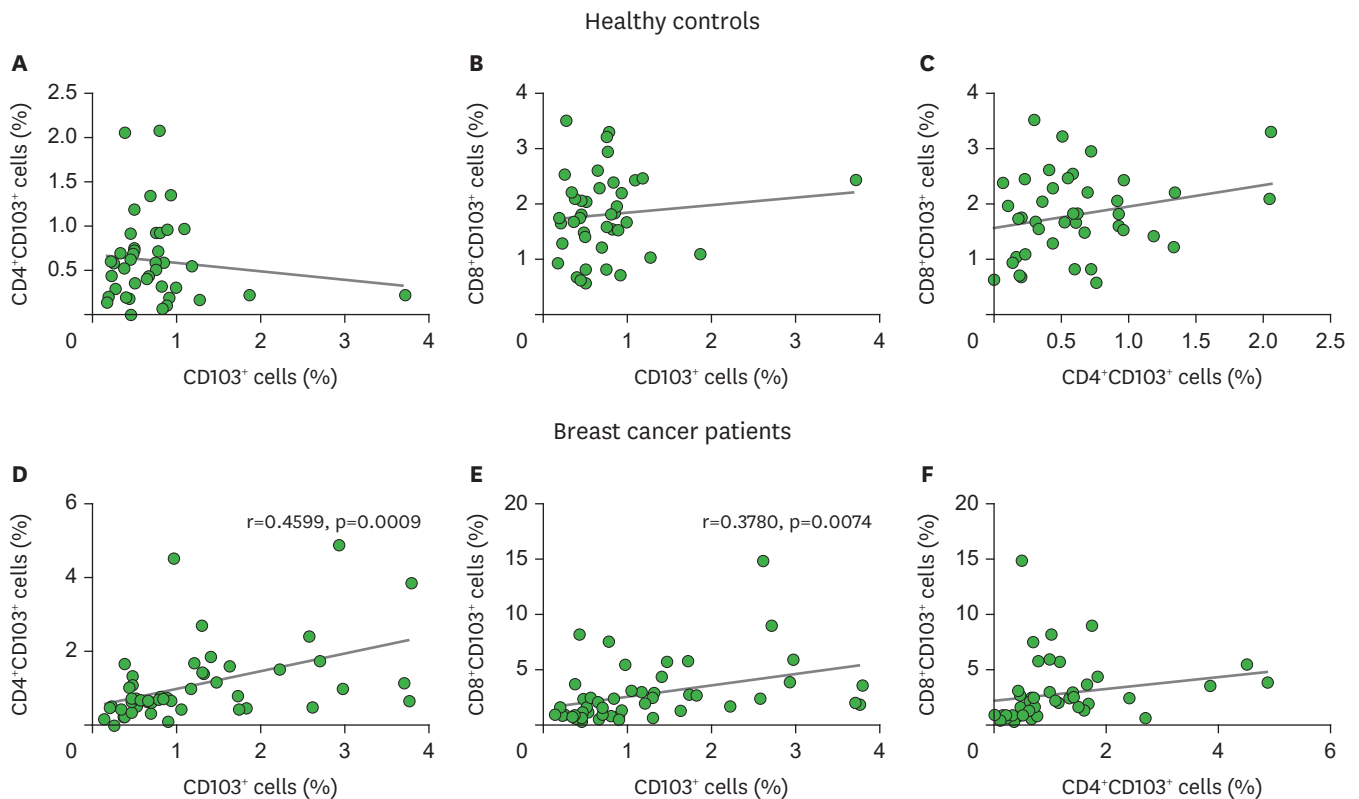 Healthy controls
A
CD4⁺CD103⁺ cells (%)
2.5
2.0
1.5
1.0
0.5
0 1 2 3 4
CD103⁺ cells (%)
B
CD8⁺CD103⁺ cells (%)
4
3
2
1
0 1 2 3 4
CD103⁺ cells (%)
C
CD8⁺CD103⁺ cells (%)
4
3
2
1
0 0.5 1.0 1.5 2.0 2.5
CD4⁺CD103⁺ cells (%)
Breast cancer patients
D
CD4⁺CD103⁺ cells (%)
6
4
2
r=0.4599, p=0.0009
0 1 2 3 4
CD103⁺ cells (%)
E
CD8⁺CD103⁺ cells (%)
20
15
10
5
r=0.3780, p=0.0074
0 1 2 3 4
CD103⁺ cells (%)
F
CD8⁺CD103⁺ cells (%)
20
15
10
5
0 2 4 6
CD4⁺CD103⁺ cells (%)